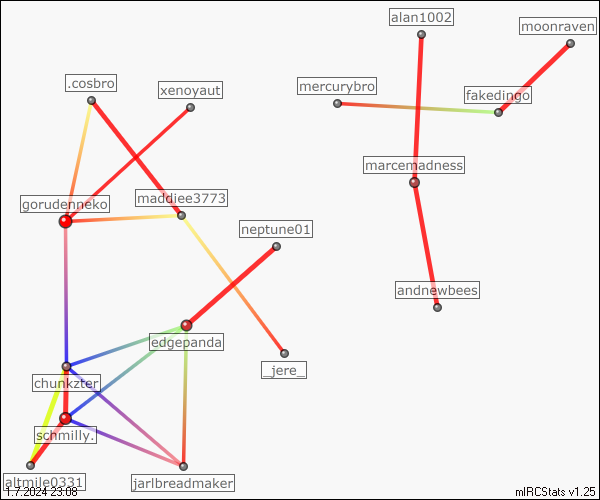 alan1002
moonraven
.cosbro
xenoyaut
mercurybro
fakedingo
marcemadness
maddiee3773
gorudenneko
neptune01
andnewbees
edgepanda
_jere_
chunkzter
schmilly.
altmile0331
jarlbreadmaker
1.7.2024 23:08
mIRCStats v1.25